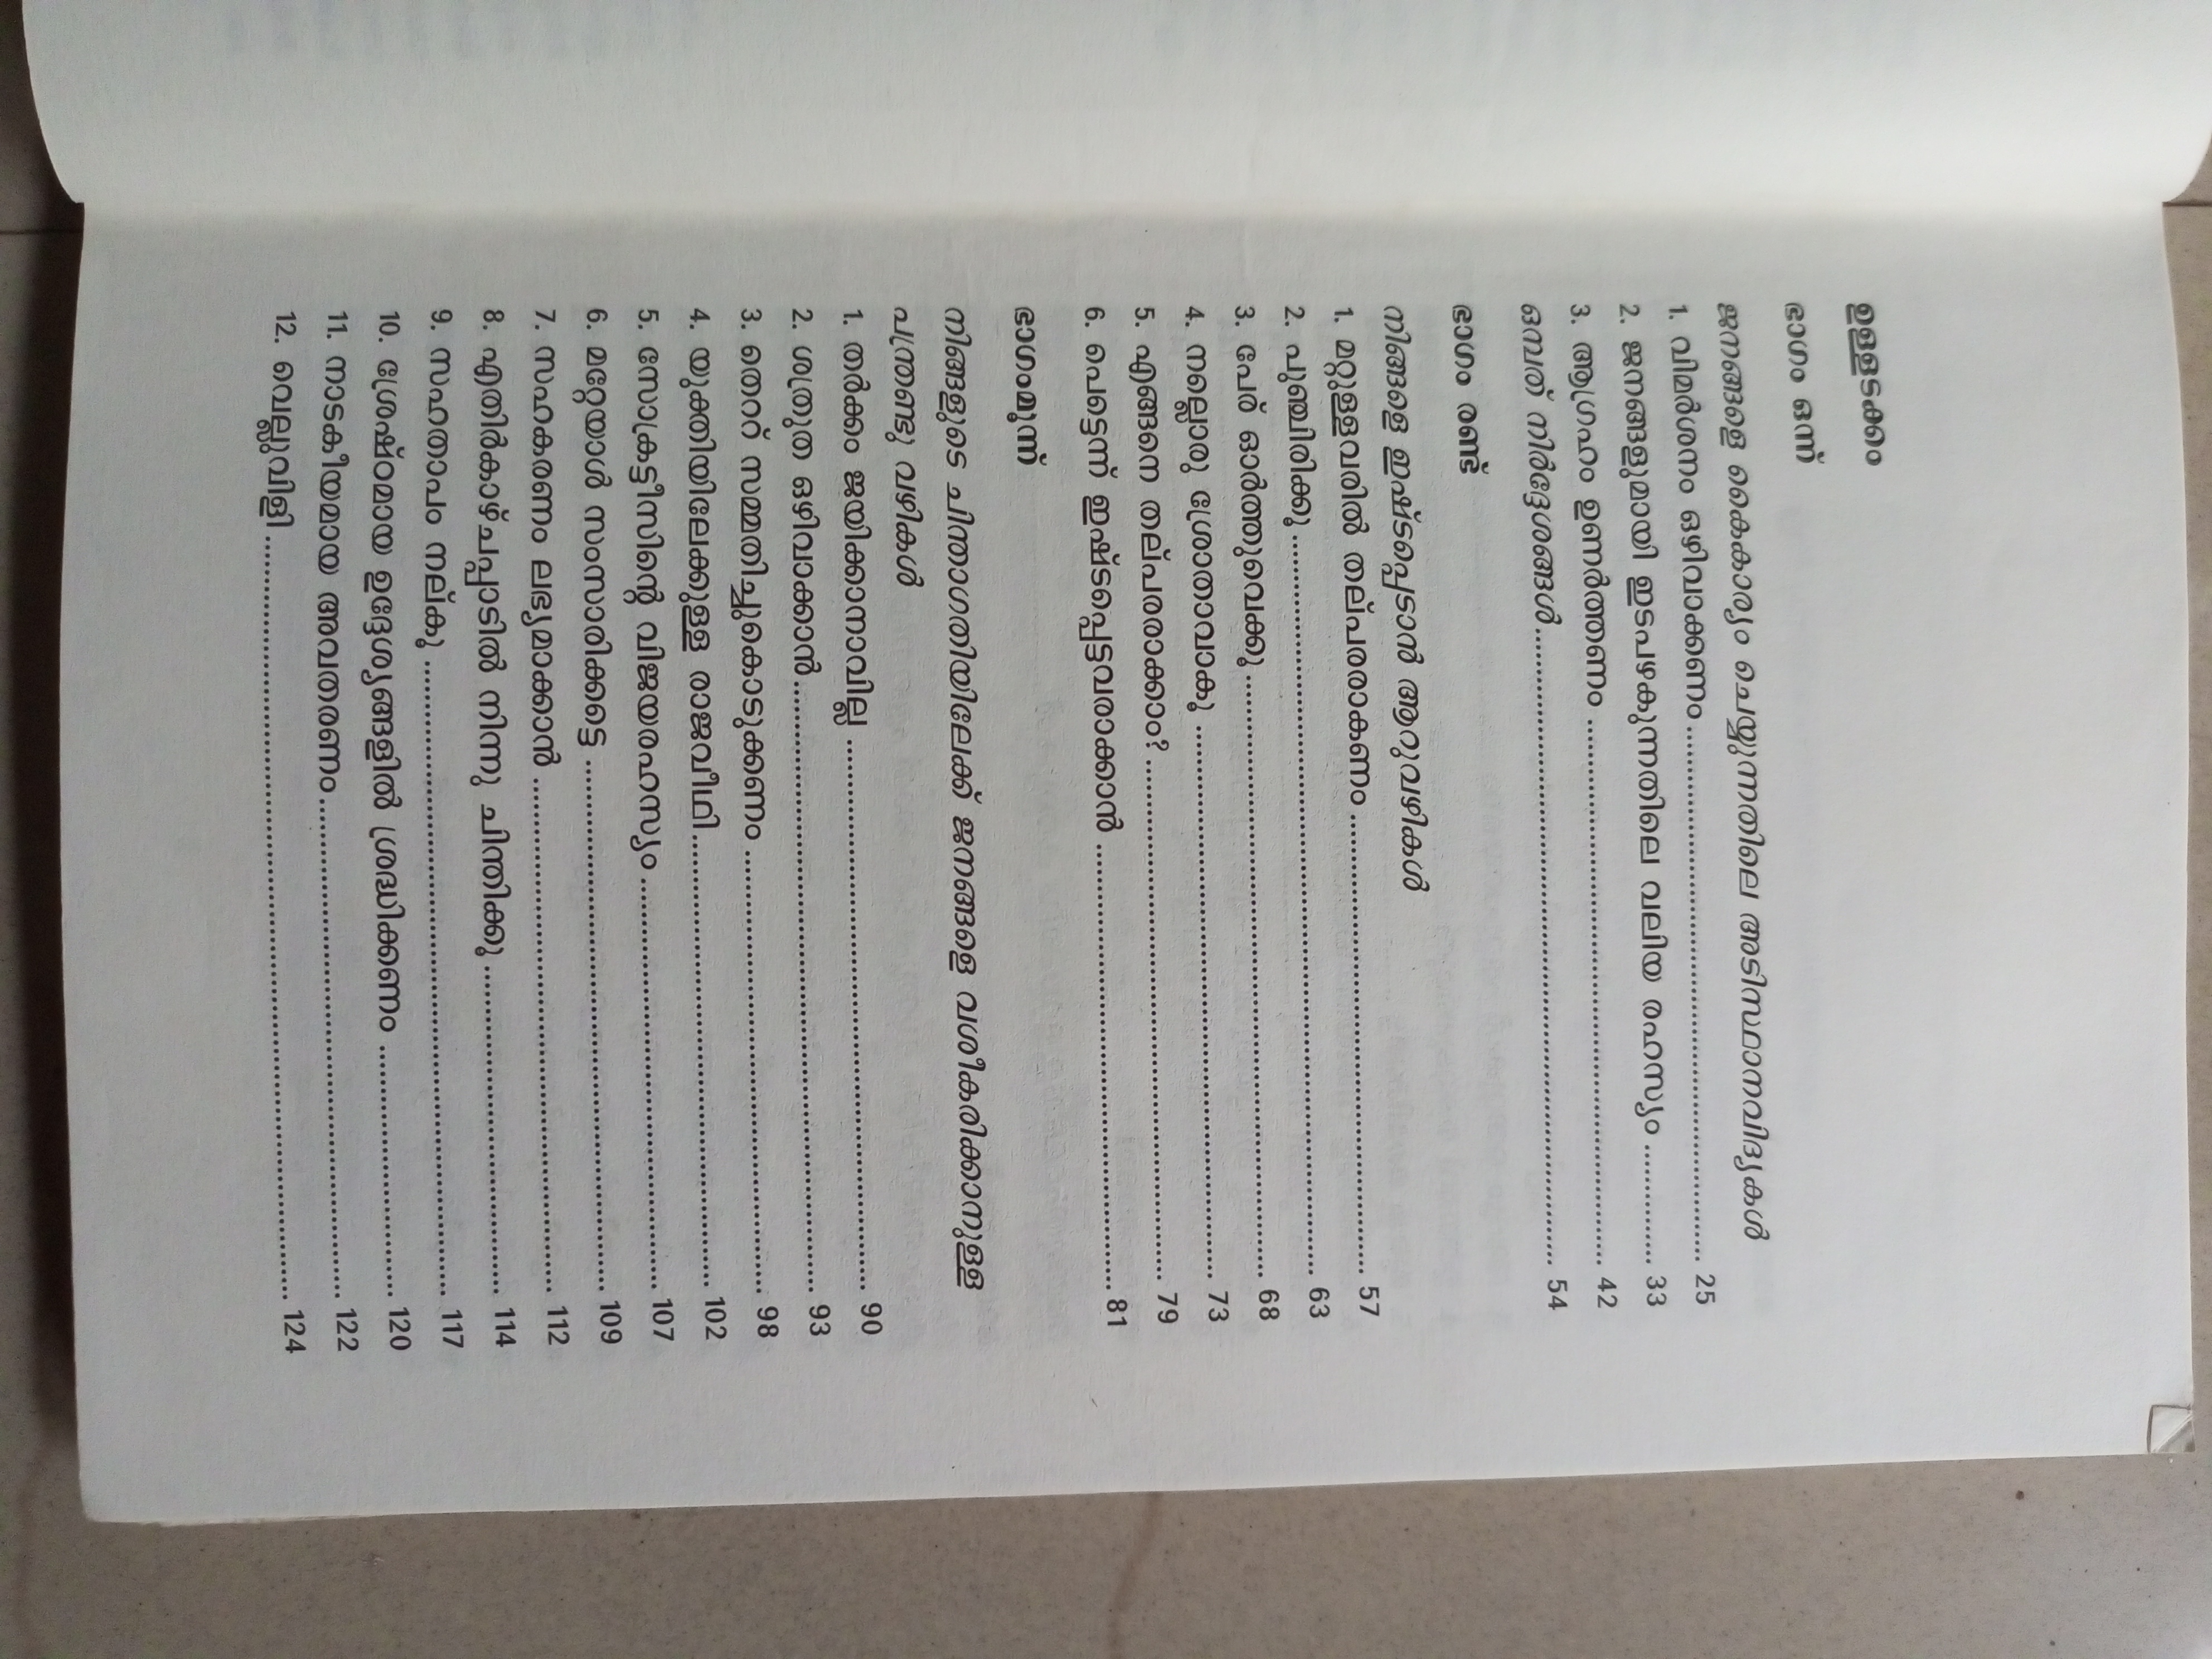 ഉള്ളടക്കം
ഭാഗം ഒന്ന്
ജനങ്ങളെ കൈകാര്യം ചെയ്യുന്നതിലെ അടിസ്ഥാനവിദ്യകൾ
1. വിമർശനം ഒഴിവാക്കണം ........ 25
2. ജനങ്ങളുമായി ഇടപഴകുന്നതിലെ വലിയ രഹസ്യം ........ 33
3. ആഗ്രഹം ഉണർത്തണം ........ 42
ഒമ്പത് നിർദ്ദേശങ്ങൾ ........ 54
ഭാഗം രണ്ട്
നിങ്ങളെ ഇഷ്ടപ്പെടാൻ ആറുവഴികൾ
1. മറ്റുള്ളവരിൽ തല്പരരാകണം ........ 57
2. പുഞ്ചിരിക്കൂ ........ 63
3. പേര് ഓർത്തുവെക്കൂ ........ 68
4. നല്ലൊരു ശ്രോതാവാകൂ ........ 73
5. എങ്ങനെ തല്പരരാക്കാം? ........ 79
6. പെട്ടെന്ന് ഇഷ്ടപ്പെട്ടവരാക്കാൻ ........ 81
ഭാഗംമൂന്ന്
നിങ്ങളുടെ ചിന്താഗതിയിലേക്ക് ജനങ്ങളെ വശീകരിക്കാനുള്ള
പന്ത്രണ്ടു വഴികൾ
1. തർക്കം ജയിക്കാനാവില്ല ........ 90
2. ശത്രുത ഒഴിവാക്കാൻ ........ 93
3. തെററ് സമ്മതിച്ചുകൊടുക്കണം ........ 98
4. യുക്തിയിലേക്കുള്ള രാജവീഥി ........ 102
5. സോക്രട്ടീസിന്റെ വിജയരഹസ്യം ........ 107
6. മറ്റേയാൾ സംസാരിക്കട്ടെ ........ 109
7. സഹകരണം ലഭ്യമാക്കാൻ ........ 112
8. എതിർകാഴ്ചപ്പാടിൽ നിന്നു ചിന്തിക്കൂ ........ 114
9. സഹതാപം നല്കൂ ........ 117
10. ശ്രേഷ്ഠമായ ഉദ്ദേശ്യങ്ങളിൽ ശ്രദ്ധിക്കണം ........ 120
11. നാടകീയമായ അവതരണം ........ 122
12. വെല്ലുവിളി ........ 124